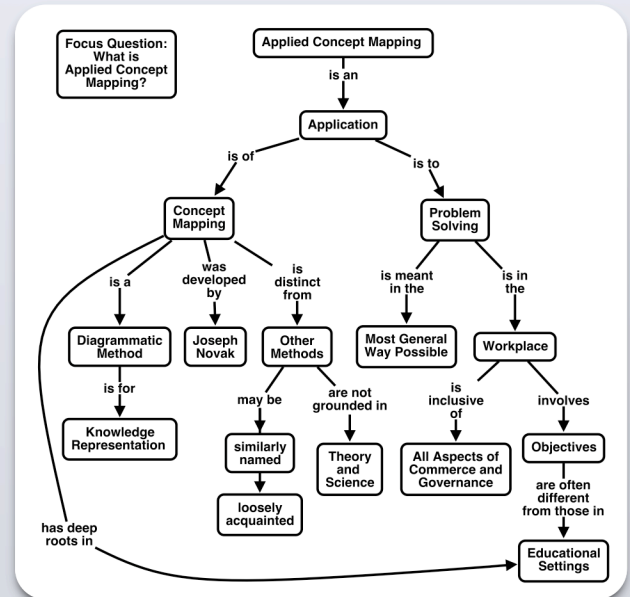 Focus Question:
What is
Applied Concept
Mapping?
Applied Concept Mapping
is an
Application
is of
is to
Concept
Mapping
Problem
Solving
is a
was
developed
by
is
distinct
from
is meant
in the
is in
the
Diagrammatic
Method
Joseph
Novak
Other
Methods
Most General
Way Possible
Workplace
is for
may be
are not
grounded in
is
inclusive
of
involves
Knowledge
Representation
similarly
named
Theory
and
Science
All Aspects of
Commerce and
Governance
Objectives
loosely
acquainted
are often
different
from those in
has deep
roots in
Educational
Settings